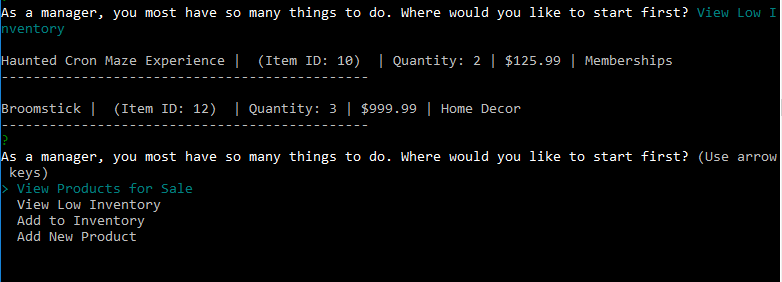 As a manager, you most have so many things to do. Where would you like to start first? View Low I
nventory
Haunted Cron Maze Experience |  (Item ID: 10)  | Quantity: 2 | $125.99 | Memberships
----------------------------------------------
Broomstick |  (Item ID: 12)  | Quantity: 3 | $999.99 | Home Decor
----------------------------------------------
?
As a manager, you most have so many things to do. Where would you like to start first? (Use arrow
 keys)
> View Products for Sale
  View Low Inventory
  Add to Inventory
  Add New Product